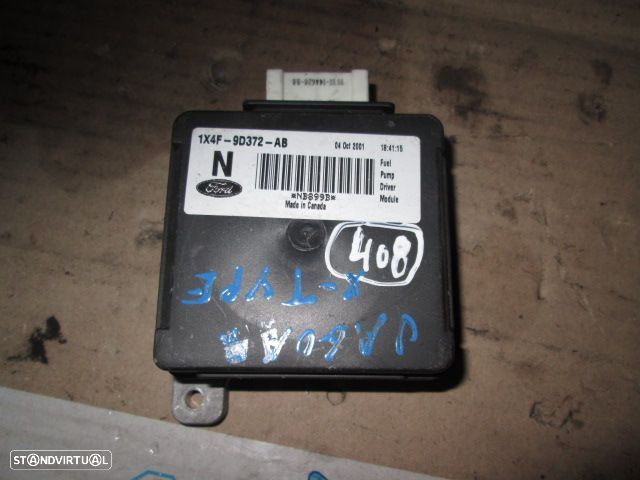 1X4F-9D372-AB
04 Oct 2001
18:41:15
N
Ford
Fuel
Pump
Driver
Module
*NB899B*
Made in Canada
408
X-TYPE
JAGUAR
STANDVIRTUAL